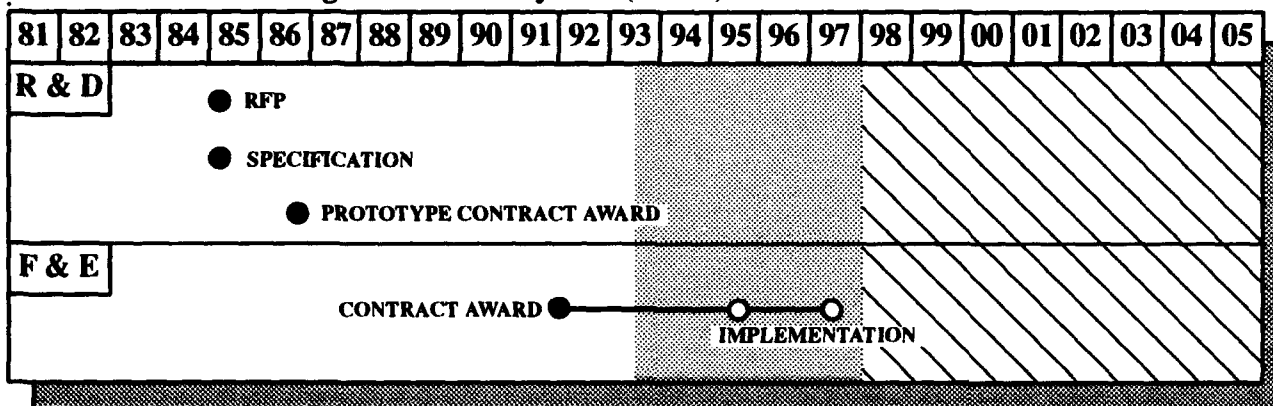 81 82 83 84 85 86 87 88 89 90 91 92 93 94 95 96 97 98 99 00 01 02 03 04 05
R & D
RFP
SPECIFICATION
PROTOTYPE CONTRACT AWARD
F & E
CONTRACT AWARD
IMPLEMENTATION